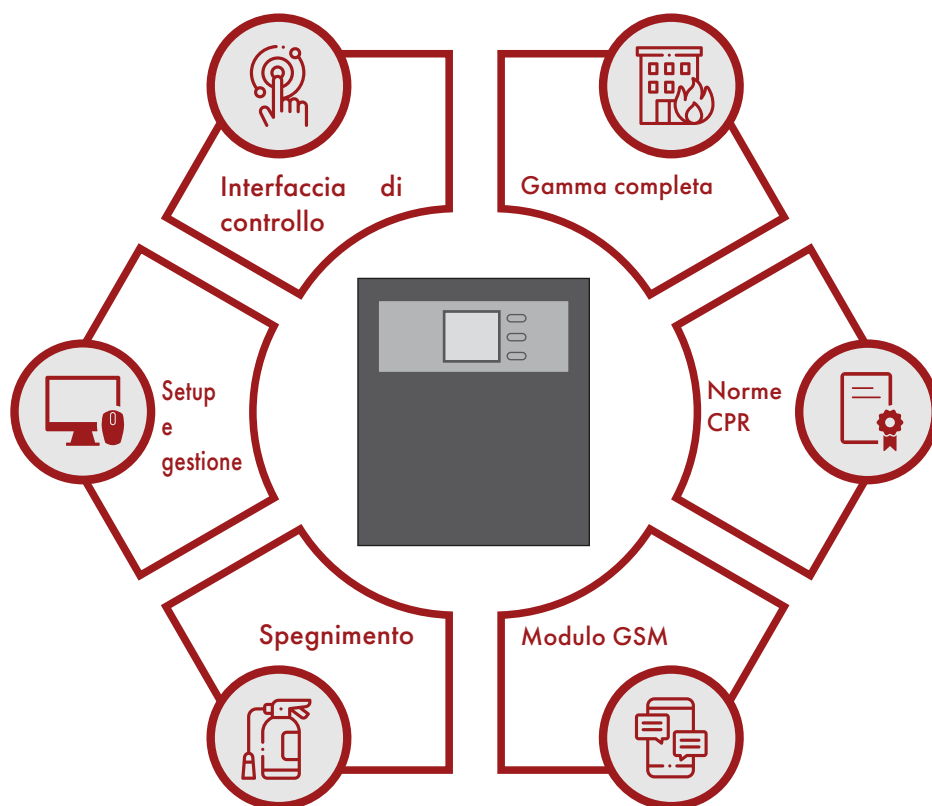 Interfaccia di
controllo
Gamma completa
Setup
e
gestione
Norme
CPR
Spegnimento
Modulo GSM